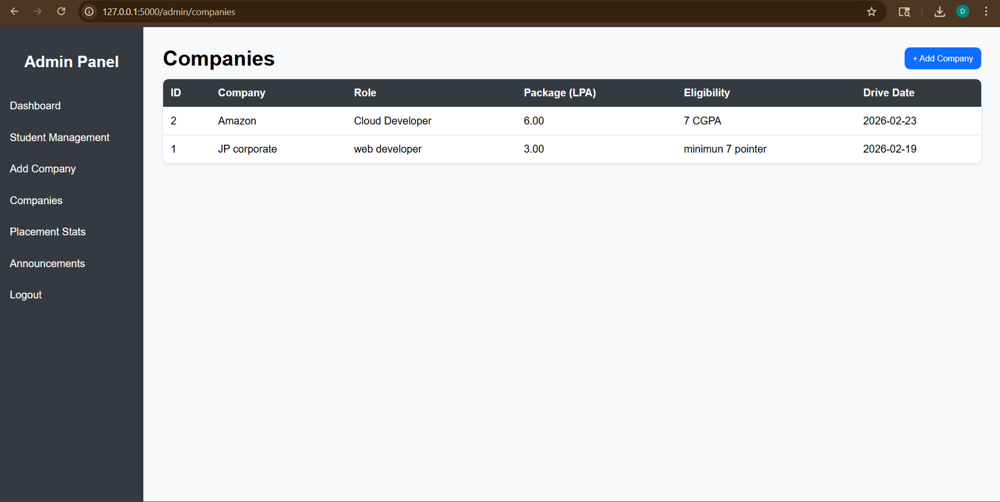 127.0.0.1:5000/admin/companies
D
Admin Panel
Dashboard
Student Management
Add Company
Companies
Placement Stats
Announcements
Logout
Companies
+ Add Company
ID Company Role Package (LPA) Eligibility Drive Date
2 Amazon Cloud Developer 6.00 7 CGPA 2026-02-23
1 JP corporate web developer 3.00 minimun 7 pointer 2026-02-19